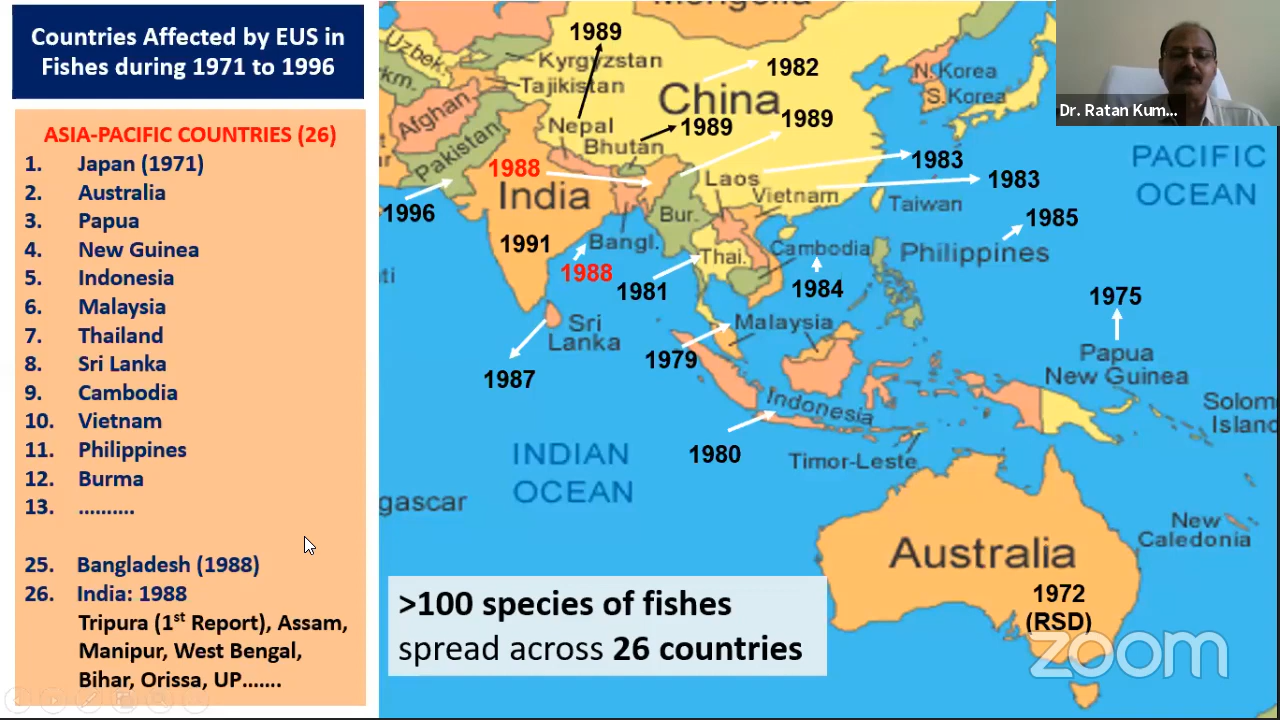 Countries Affected by EUS in
Fishes during 1971 to 1996
ASIA-PACIFIC COUNTRIES (26)
1. Japan (1971)
2. Australia
3. Papua
4. New Guinea
5. Indonesia
6. Malaysia
7. Thailand
8. Sri Lanka
9. Cambodia
10. Vietnam
11. Philippines
12. Burma
13. ..........
25. Bangladesh (1988)
26. India: 1988
Tripura (1st Report), Assam,
Manipur, West Bengal,
Bihar, Orissa, UP.......
Mongolia
1989
Uzbek.
Kyrgyzstan
1982
N. Korea
Dr. Ratan Kum...
km.
Tajikistan
China
S. Korea
Afghan.
Nepal
1989
1989
Pakistan
Bhutan
PACIFIC
OCEAN
1988
Laos
1983
India
Vietnam
1983
1996
Bur.
Taiwan
1985
1991
Bangl.
Thai.
Cambodia
Philippines
1988
1981
1984
1975
Sri
Lanka
Malaysia
1979
Papua
New Guinea
1987
Indonesia
Solom
Island
INDIAN
OCEAN
1980
Timor-Leste
gascar
New
Caledonia
Australia
1972
(RSD)
>100 species of fishes
spread across 26 countries
zoom